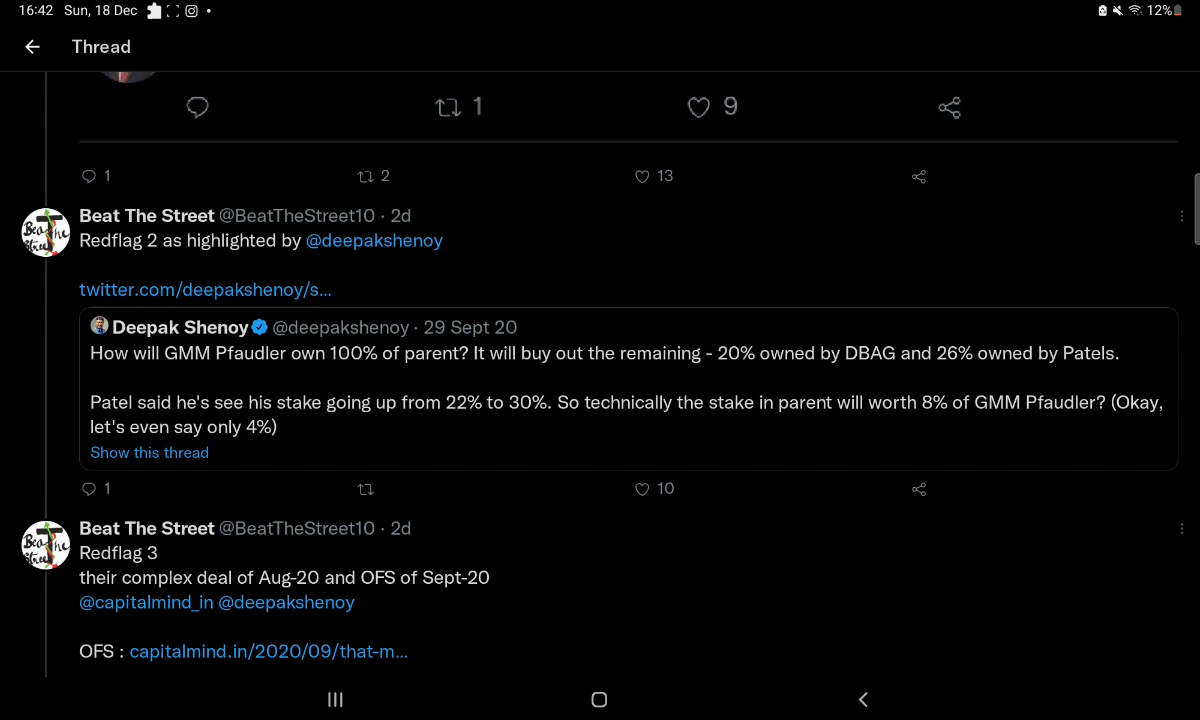 16:42 Sun, 18 Dec
12%
Thread
1
9
1
2
13
Beat The Street @BeatTheStreet10 · 2d
Redflag 2 as highlighted by @deepakshenoy
twitter.com/deepakshenoy/s...
Deepak Shenoy @deepakshenoy · 29 Sept 20
How will GMM Pfaudler own 100% of parent? It will buy out the remaining - 20% owned by DBAG and 26% owned by Patels.
Patel said he's see his stake going up from 22% to 30%. So technically the stake in parent will worth 8% of GMM Pfaudler? (Okay,
let's even say only 4%)
Show this thread
1
10
Beat The Street @BeatTheStreet10 · 2d
Redflag 3
their complex deal of Aug-20 and OFS of Sept-20
@capitalmind_in @deepakshenoy
OFS : capitalmind.in/2020/09/that-m...